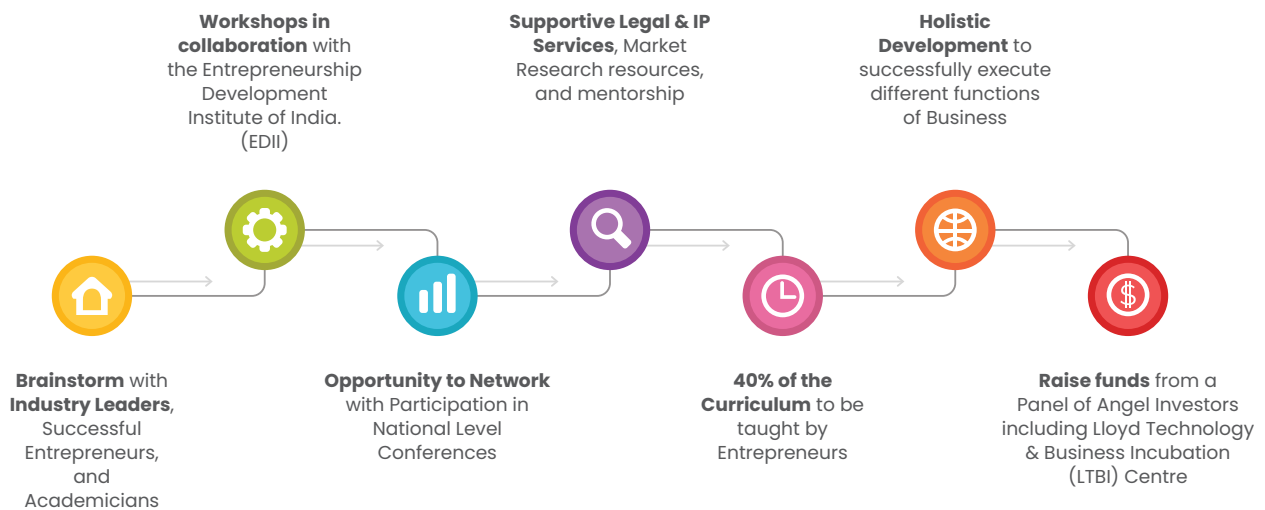 Workshops in
collaboration with
the Entrepreneurship
Development
Institute of India.
(EDII)
Supportive Legal & IP
Services, Market
Research resources,
and mentorship
Holistic
Development to
successfully execute
different functions
of Business
$
Brainstorm with
Industry Leaders,
Successful
Entrepreneurs,
and
Academicians
Opportunity to Network
with Participation in
National Level
Conferences
40% of the
Curriculum to be
taught by
Entrepreneurs
Raise funds from a
Panel of Angel Investors
including Lloyd Technology
& Business Incubation
(LTBI) Centre